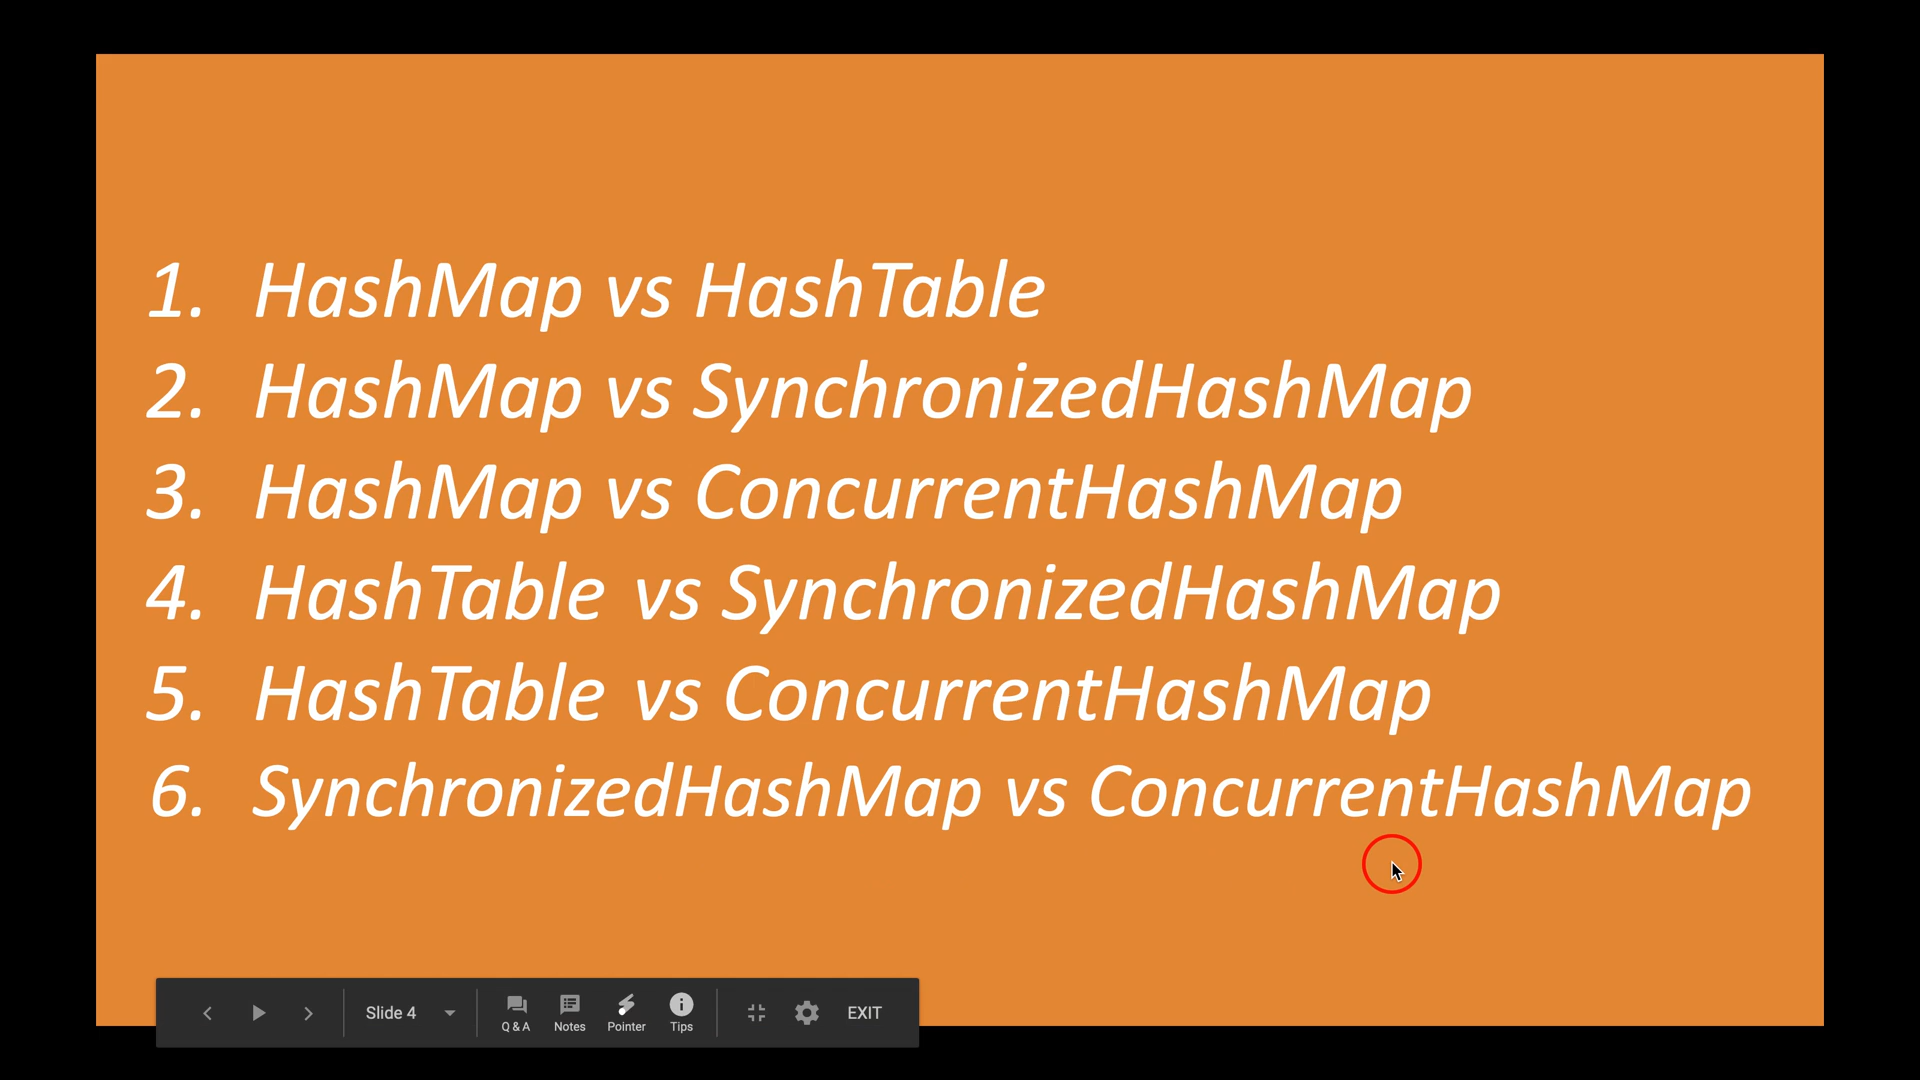 1. HashMap vs HashTable
2. HashMap vs SynchronizedHashMap
3. HashMap vs ConcurrentHashMap
4. HashTable vs SynchronizedHashMap
5. HashTable vs ConcurrentHashMap
6. SynchronizedHashMap vs ConcurrentHashMap
Slide 4 Q & A Notes Pointer Tips EXIT